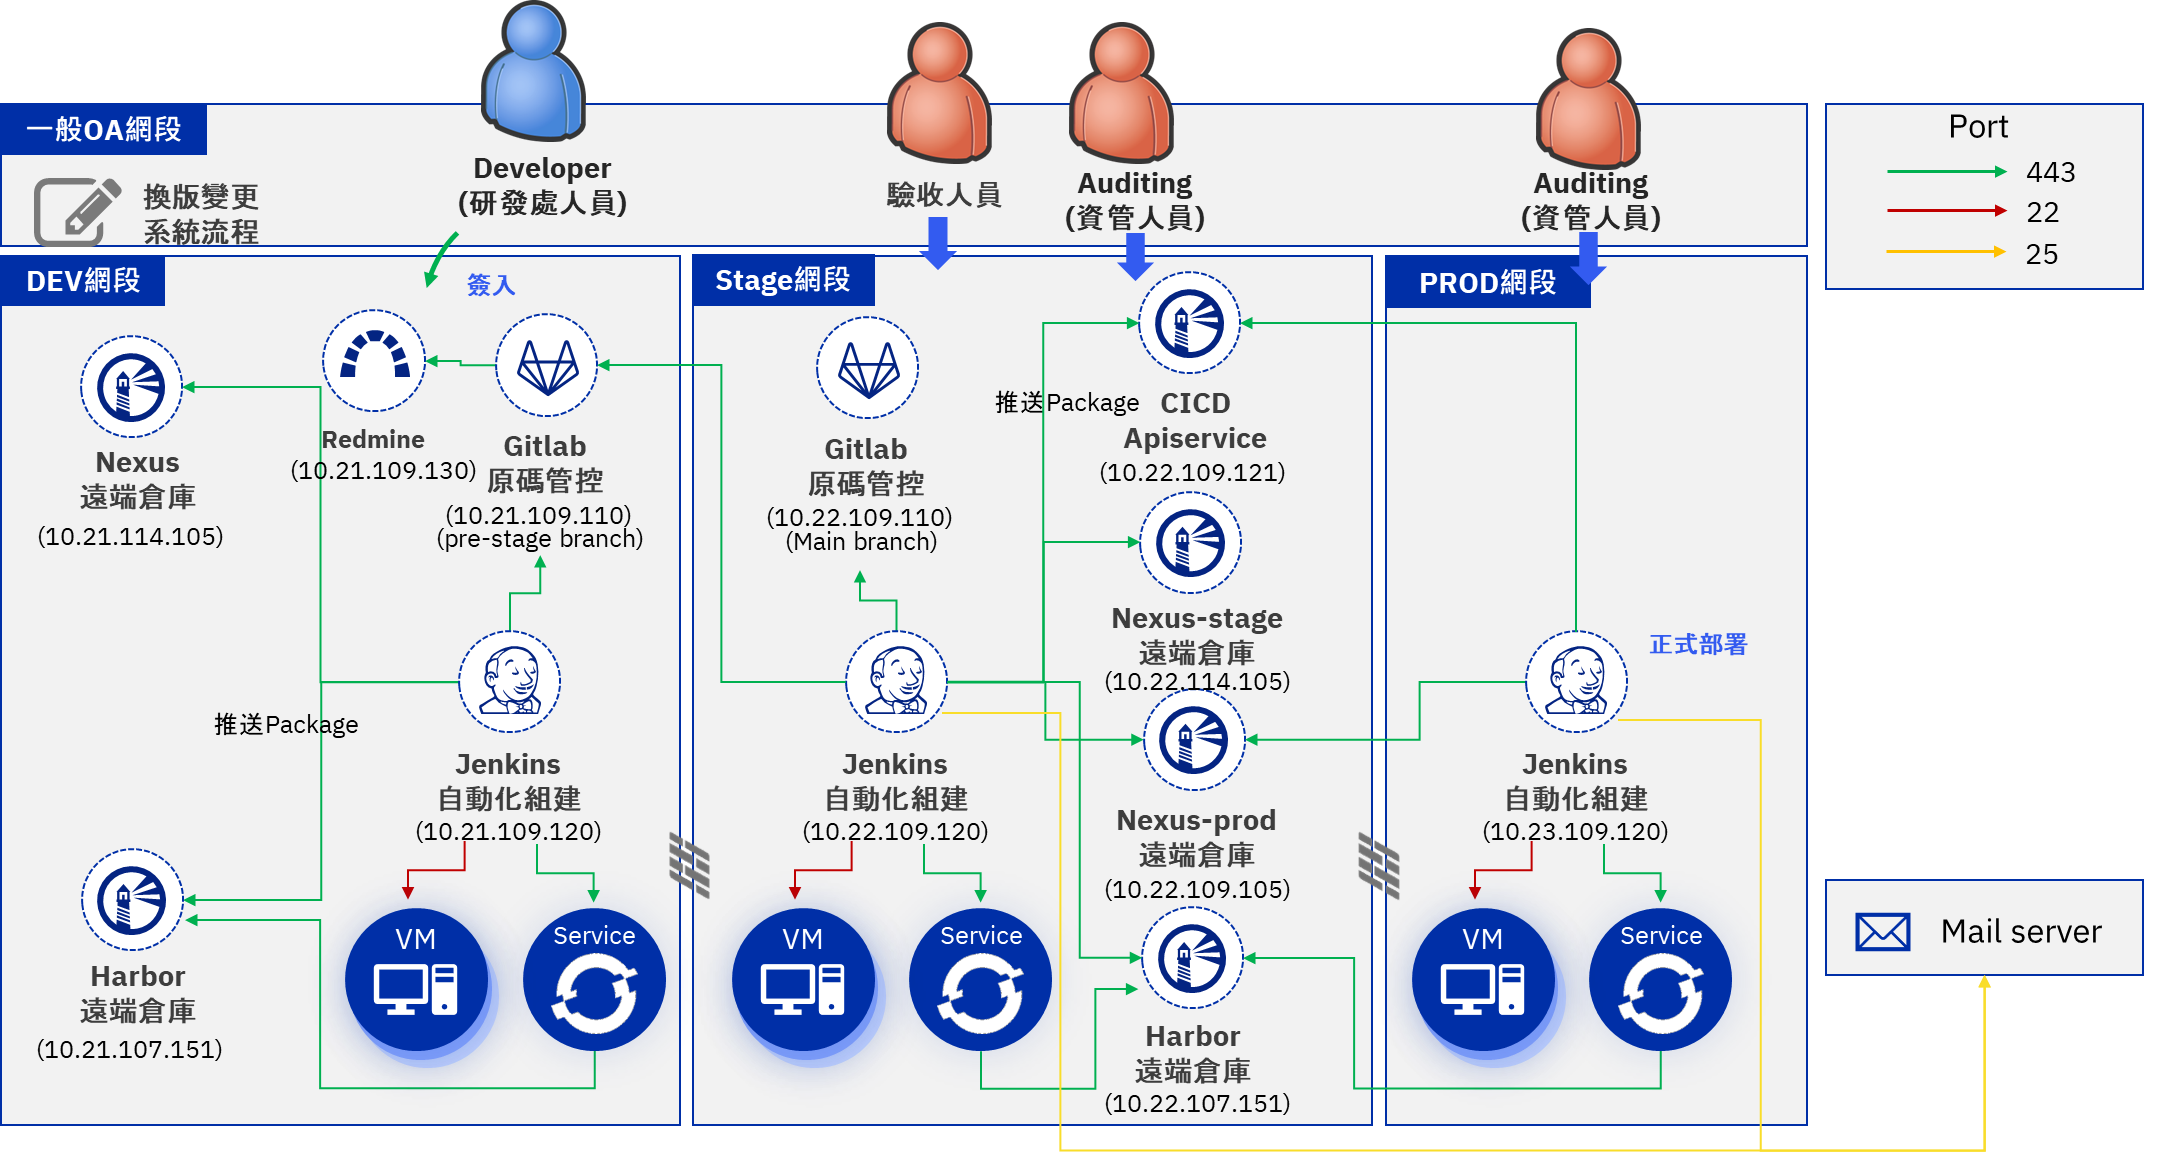 一般OA網段
換版變更
系統流程
Developer
(研發處人員)
驗收人員
Auditing
(資管人員)
Auditing
(資管人員)
Port
443
22
25
DEV網段
簽入
Redmine
(10.21.109.130)
Gitlab
原碼管控
(10.21.109.110)
(pre-stage branch)
Nexus
遠端倉庫
(10.21.114.105)
推送Package
Jenkins
自動化組建
(10.21.109.120)
Harbor
遠端倉庫
(10.21.107.151)
VM
Service
Stage網段
Gitlab
原碼管控
(10.22.109.110)
(Main branch)
推送Package
CICD
Apiservice
(10.22.109.121)
Nexus-stage
遠端倉庫
(10.22.114.105)
Jenkins
自動化組建
(10.22.109.120)
Nexus-prod
遠端倉庫
(10.22.109.105)
VM
Service
Harbor
遠端倉庫
(10.22.107.151)
PROD網段
正式部署
Jenkins
自動化組建
(10.23.109.120)
VM
Service
Mail server